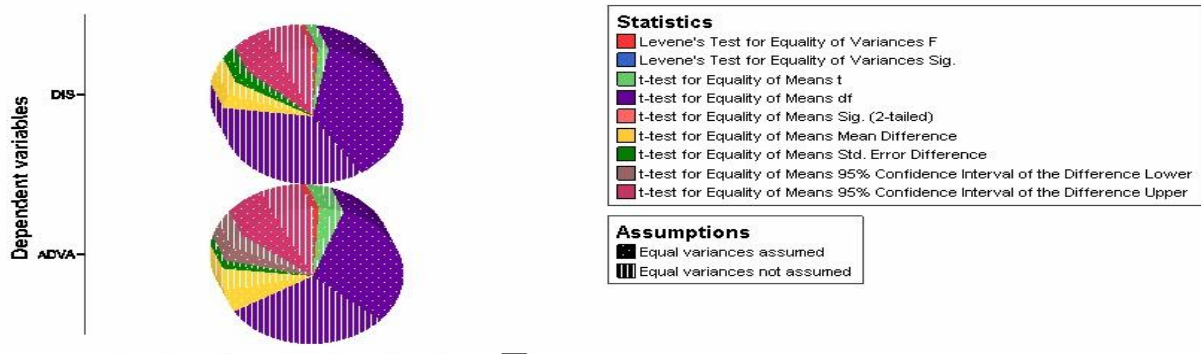 Dependent variables
DIS
ADVA
Statistics
Levene's Test for Equality of Variances F
Levene's Test for Equality of Variances Sig.
t-test for Equality of Means t
t-test for Equality of Means df
t-test for Equality of Means Sig. (2-tailed)
t-test for Equality of Means Mean Difference
t-test for Equality of Means Std. Error Difference
t-test for Equality of Means 95% Confidence Interval of the Difference Lower
t-test for Equality of Means 95% Confidence Interval of the Difference Upper
Assumptions
Equal variances assumed
Equal variances not assumed